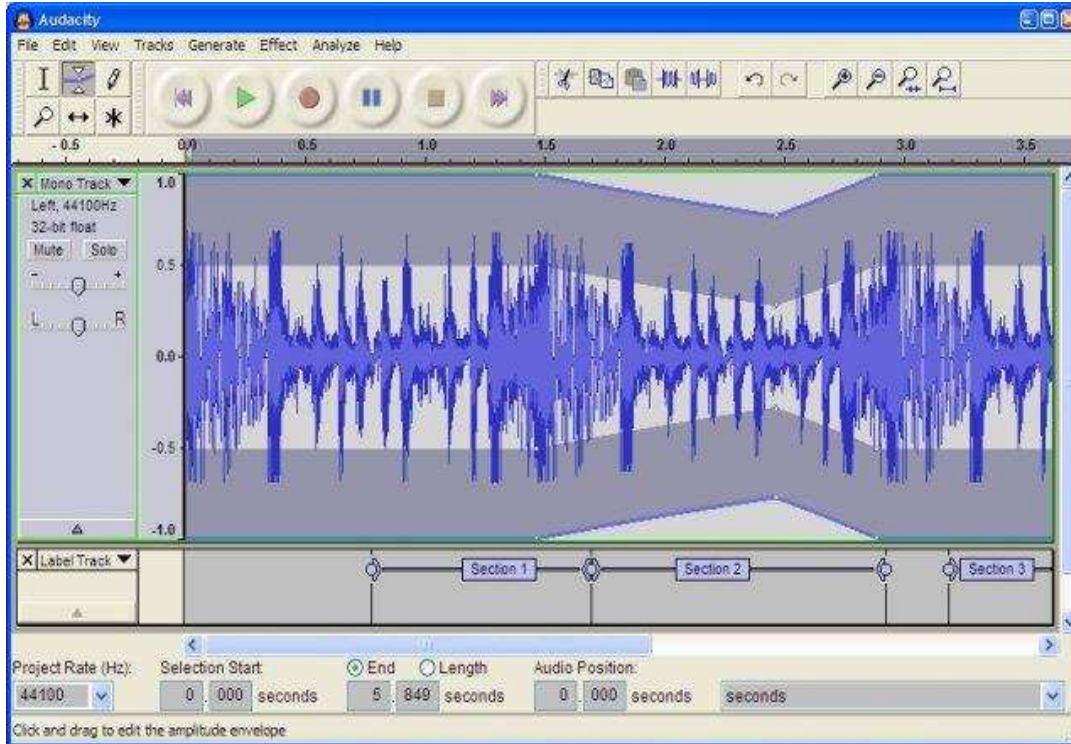 Audacity
File Edit View Tracks Generate Effect Analyze Help
- 0.5 0.0 0.5 1.0 1.5 2.0 2.5 3.0 3.5
X Mono Track
Left, 44100Hz
32-bit float
Mute Solo
- +
L R
1.0
0.5
0.0
-0.5
-1.0
X Label Track
Section 1 Section 2 Section 3
Project Rate (Hz): Selection Start: End Length Audio Position:
44100 0 . 000 seconds 5 . 849 seconds 0 . 000 seconds seconds
Click and drag to edit the amplitude envelope